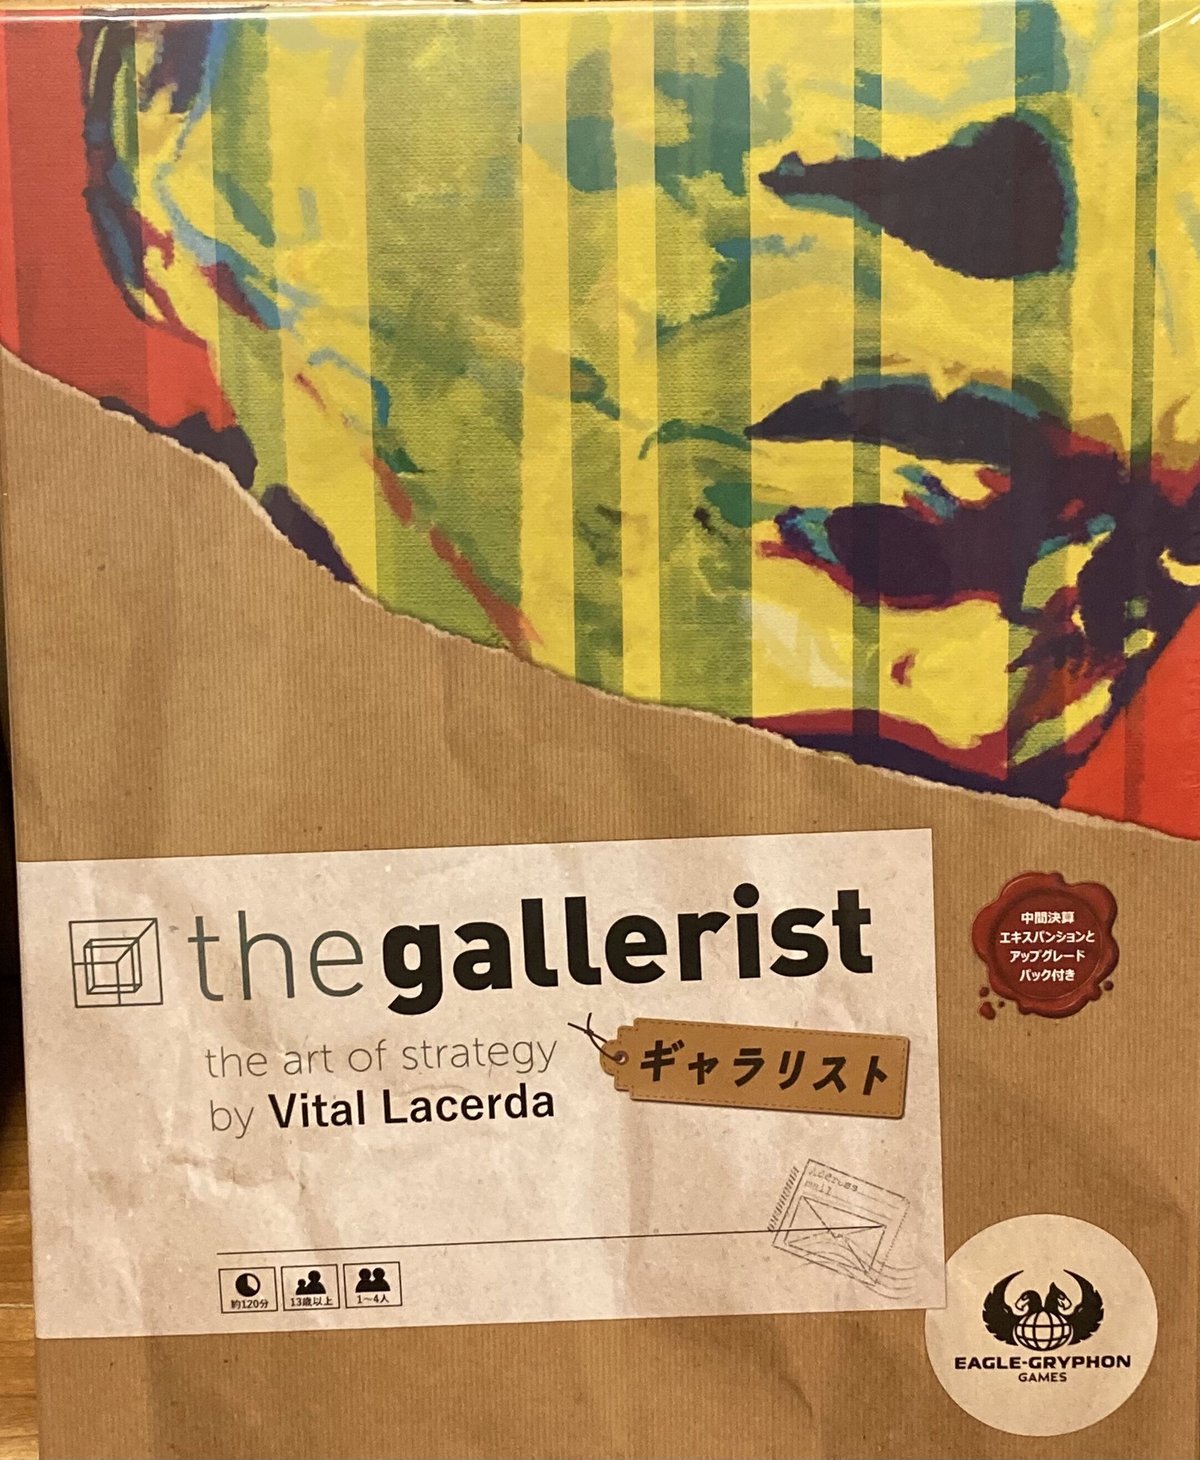 the gallerist
the art of strategy
by Vital Lacerda
ギャラリスト
中間決算
エキスパンションと
アップグレード
パック付き
Address
mail
約120分
13歳以上
1〜4人
EAGLE-GRYPHON
GAMES